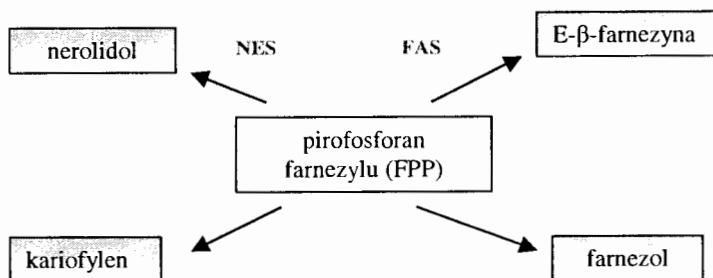 nerolidol
NES
FAS
E-β-farnezyna
pirofosforan
farnezylu (FPP)
kariofylen
farnezol